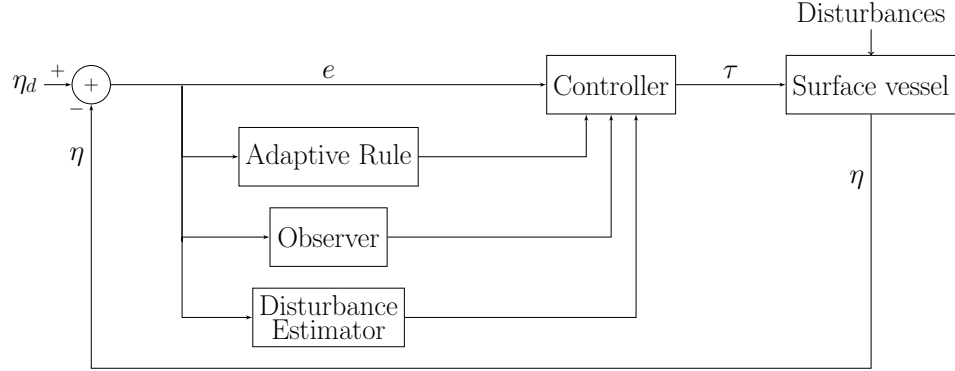 Disturbances
η_d
+
+
−
e
Controller
τ
Surface vessel
η
Adaptive Rule
η
Observer
Disturbance
Estimator